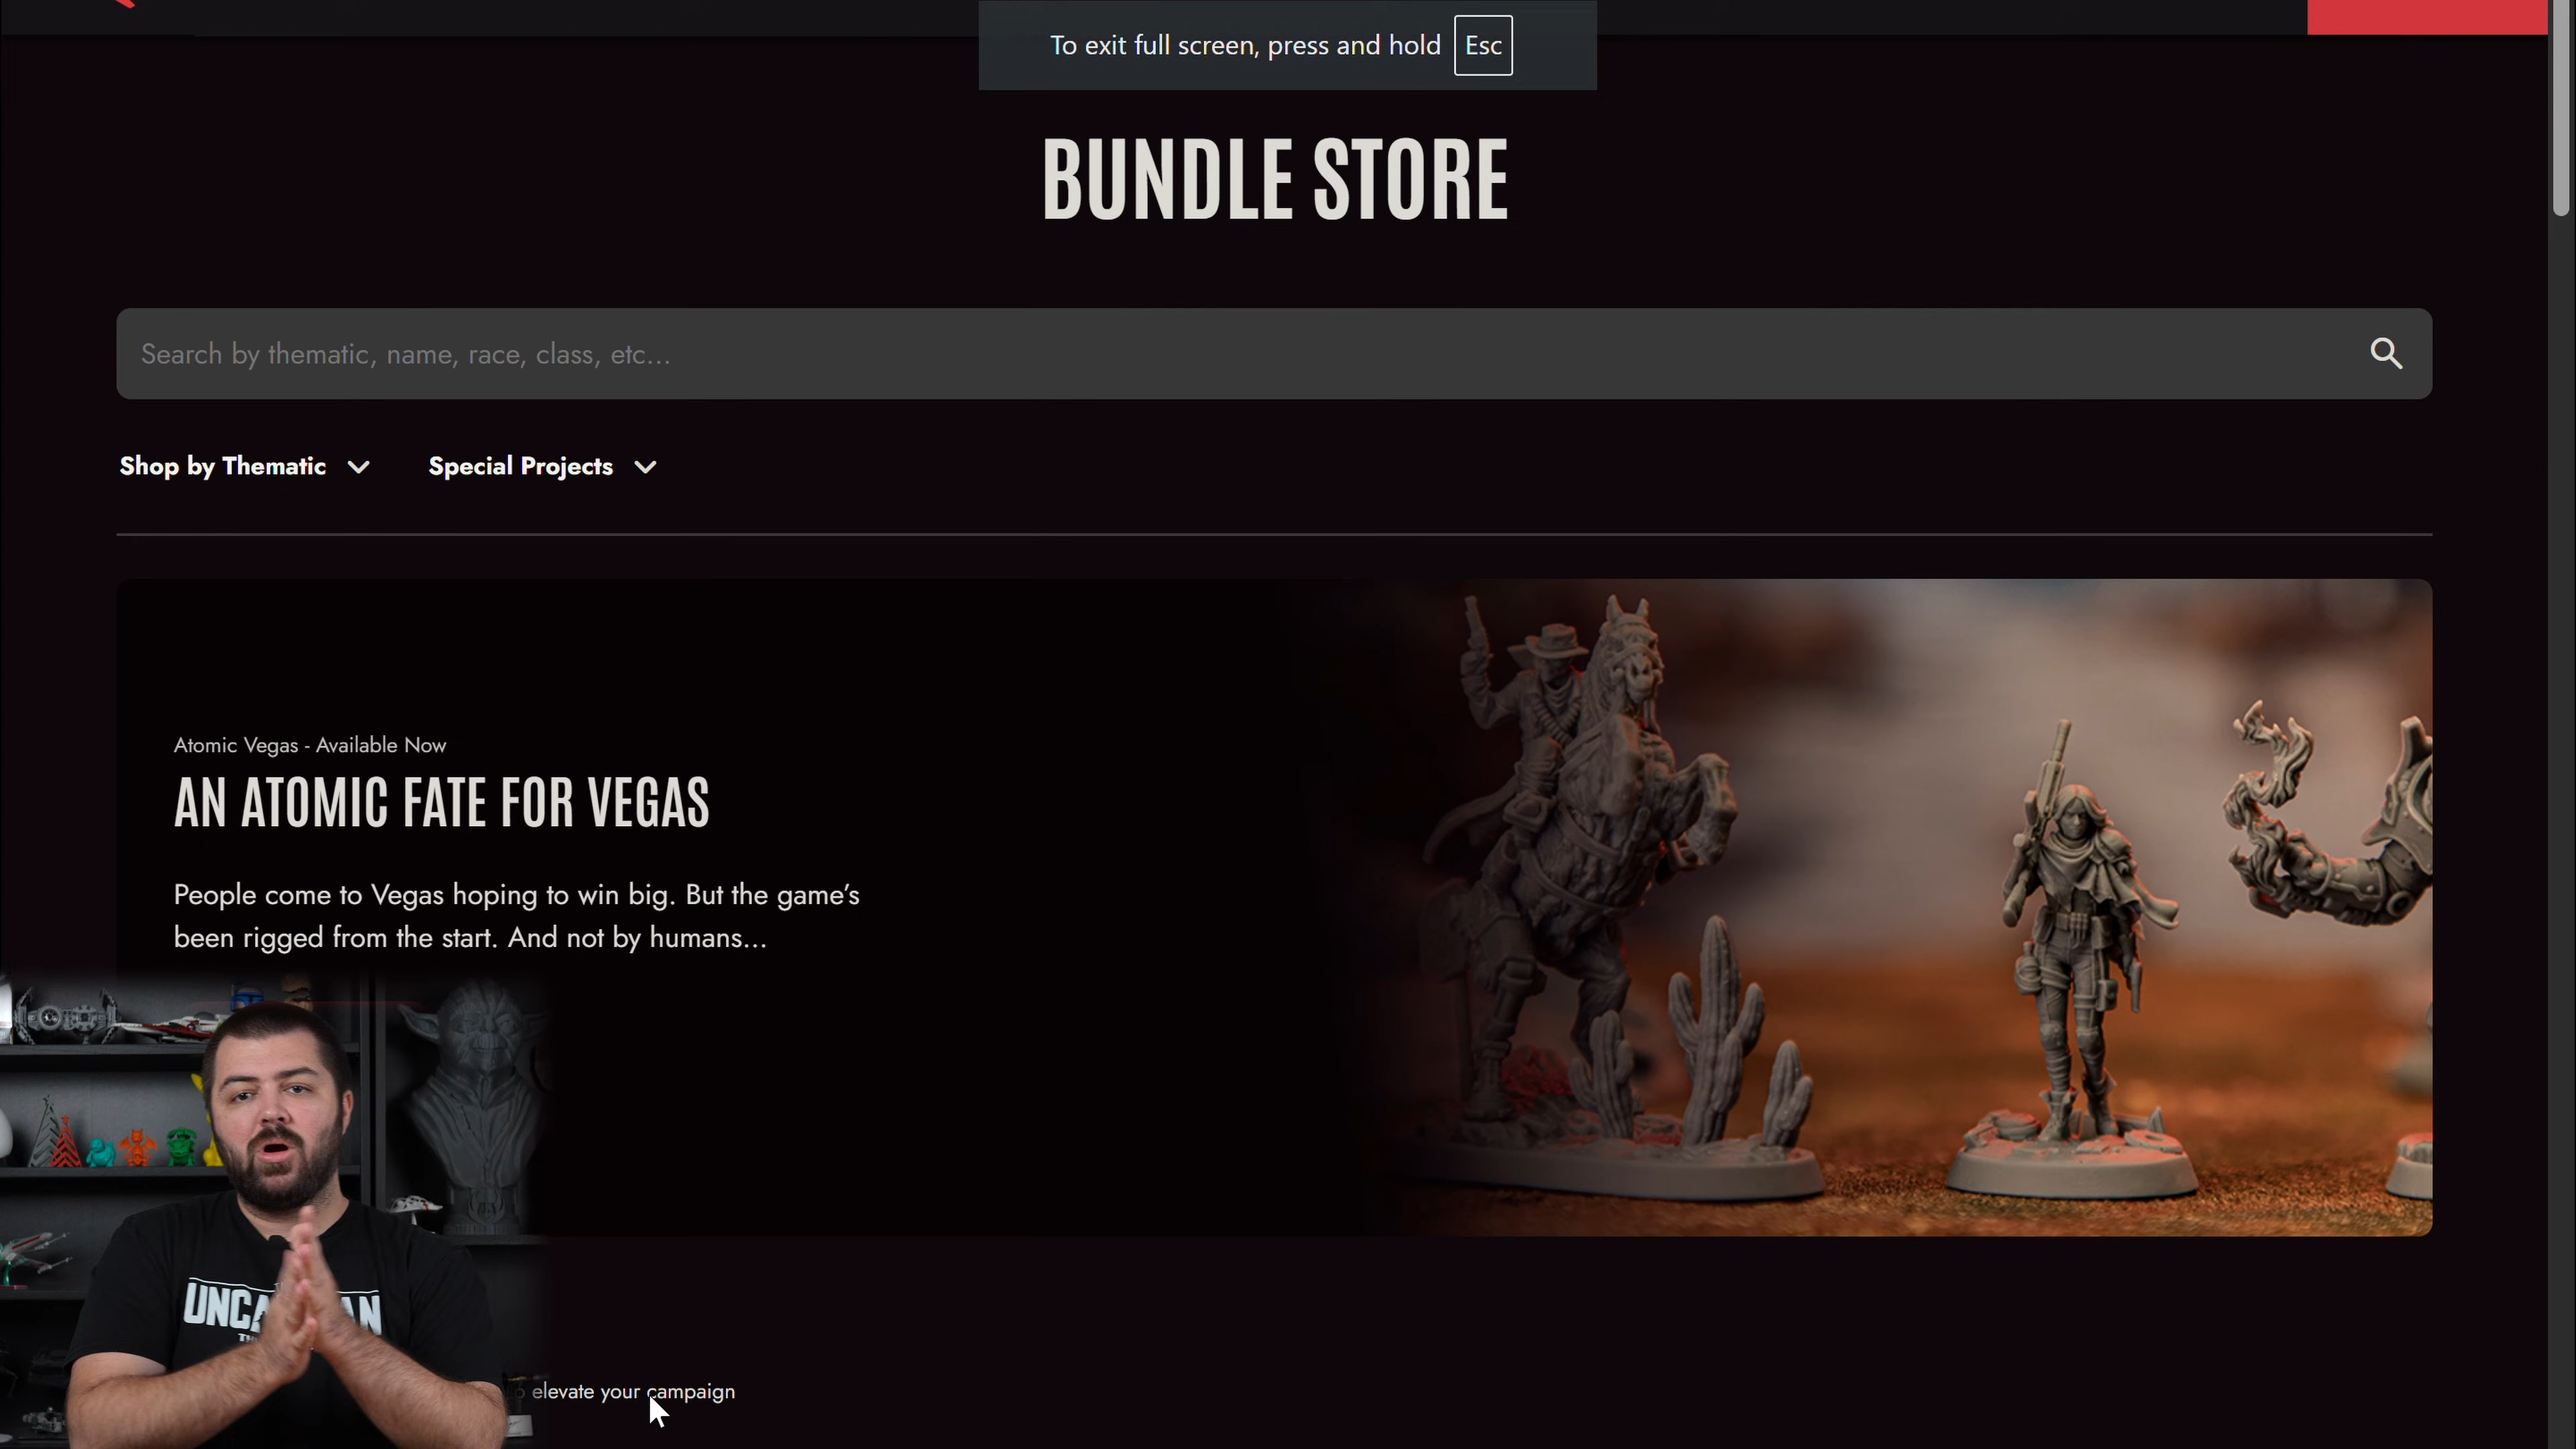 To exit full screen, press and hold Esc
BUNDLE STORE
Search by thematic, name, race, class, etc...
Shop by Thematic
Special Projects
Atomic Vegas - Available Now
AN ATOMIC FATE FOR VEGAS
People come to Vegas hoping to win big. But the game's
been rigged from the start. And not by humans...
elevate your campaign